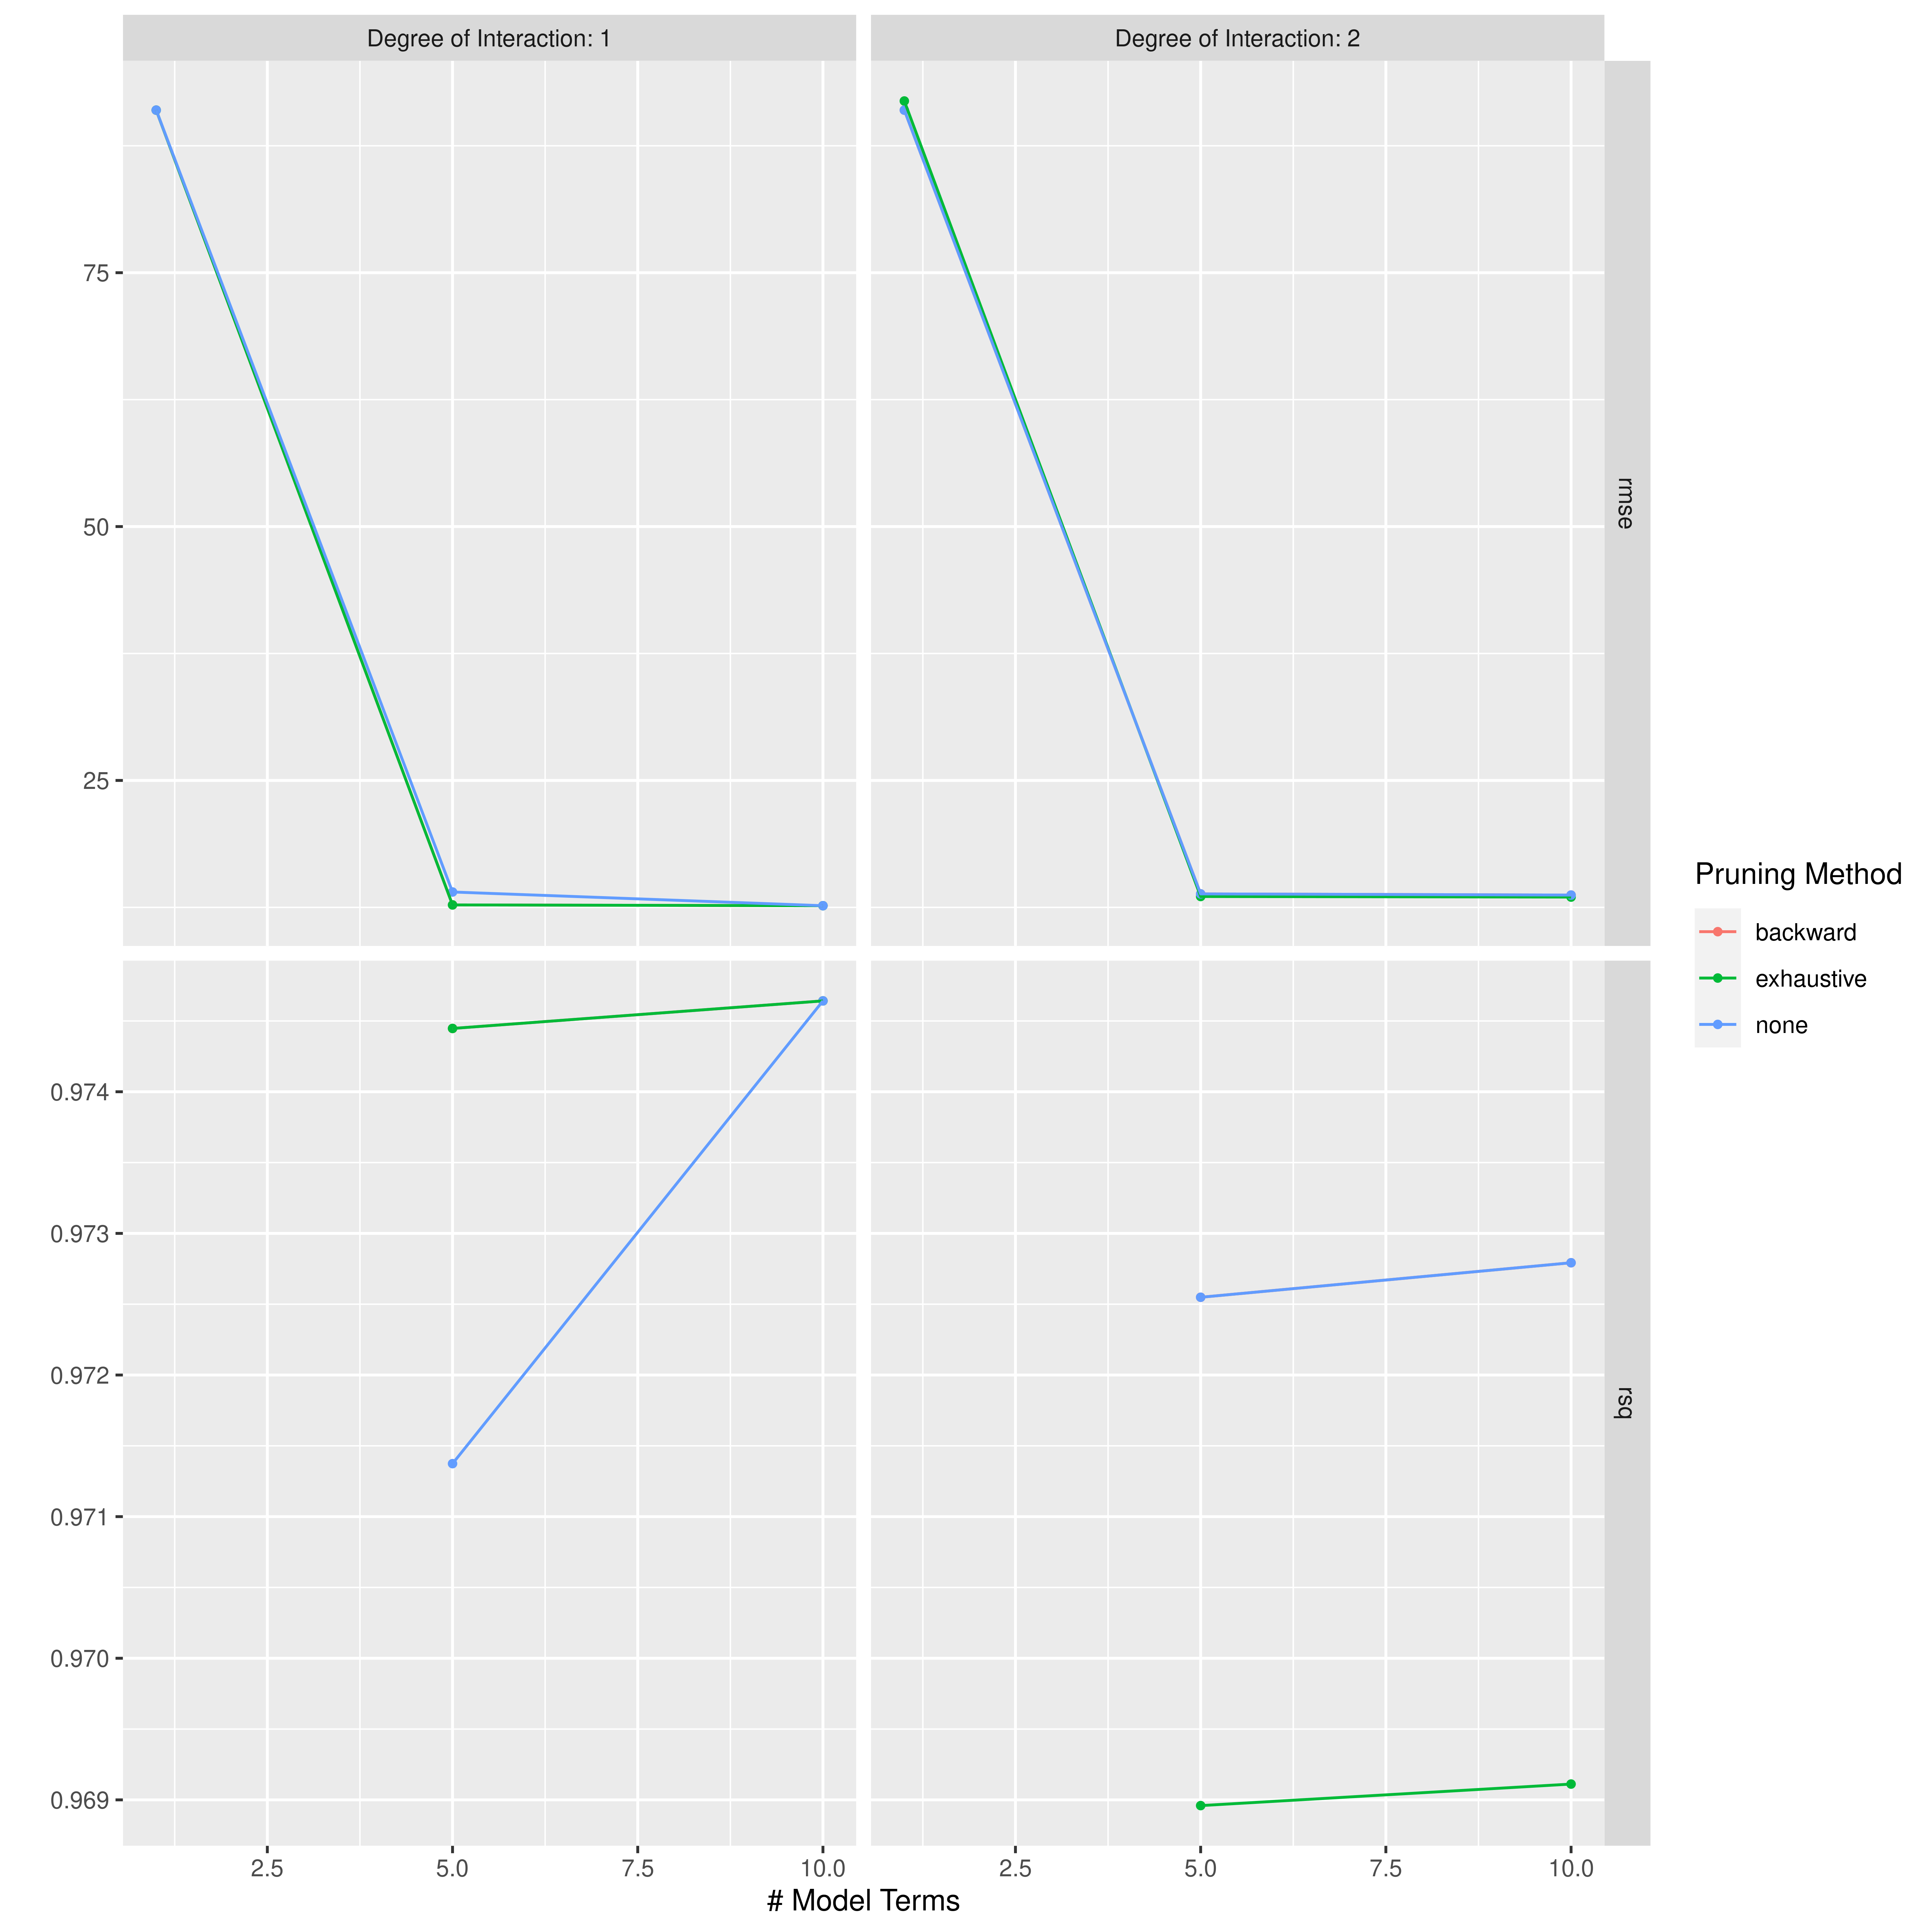 Degree of Interaction: 1
Degree of Interaction: 2
75
50
25
rmse
0.974
0.973
0.972
0.971
0.970
0.969
rsq
2.5 5.0 7.5 10.0
2.5 5.0 7.5 10.0
# Model Terms
Pruning Method
backward
exhaustive
none